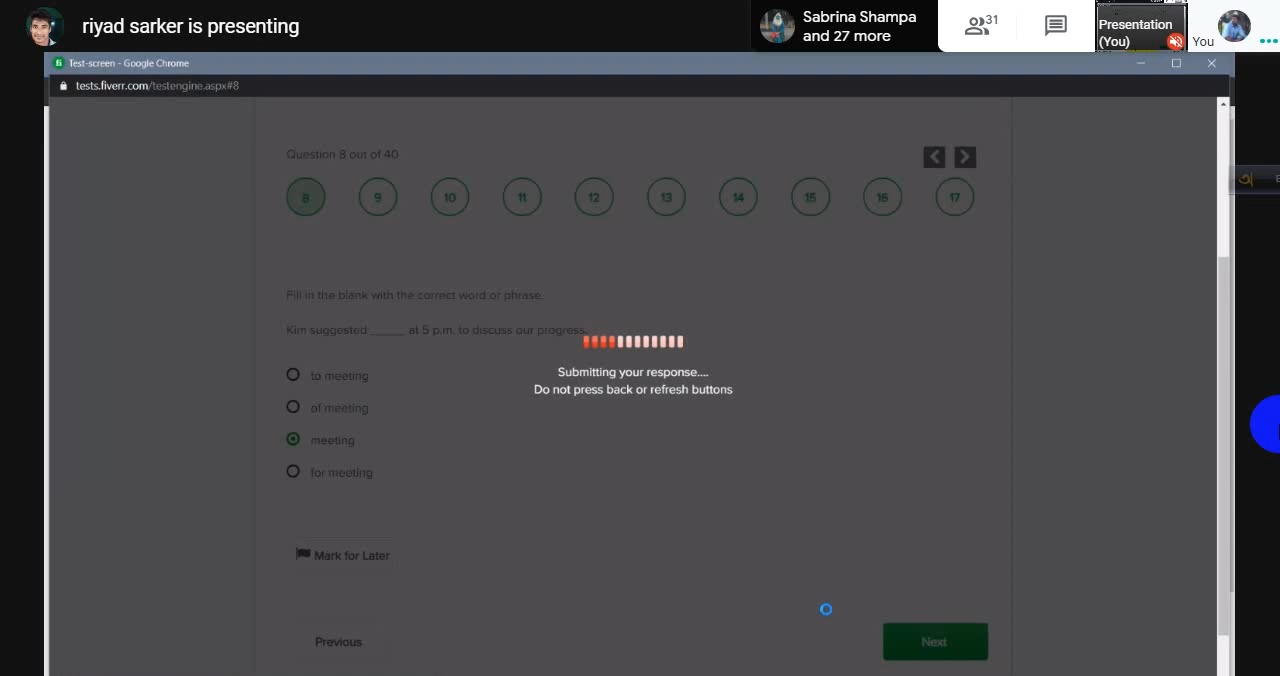 riyad sarker is presenting
Sabrina Shampa
and 27 more
31
Presentation
(You)
You
fi Test-screen - Google Chrome
tests.fiverr.com/testengine.aspx#8
Question 8 out of 40
8 9 10 11 12 13 14 15 16 17
অ
Fill in the blank with the correct word or phrase.
Kim suggested _____ at 5 p.m. to discuss our progress.
Submitting your response....
Do not press back or refresh buttons
to meeting
of meeting
meeting
for meeting
Mark for Later
Previous
Next